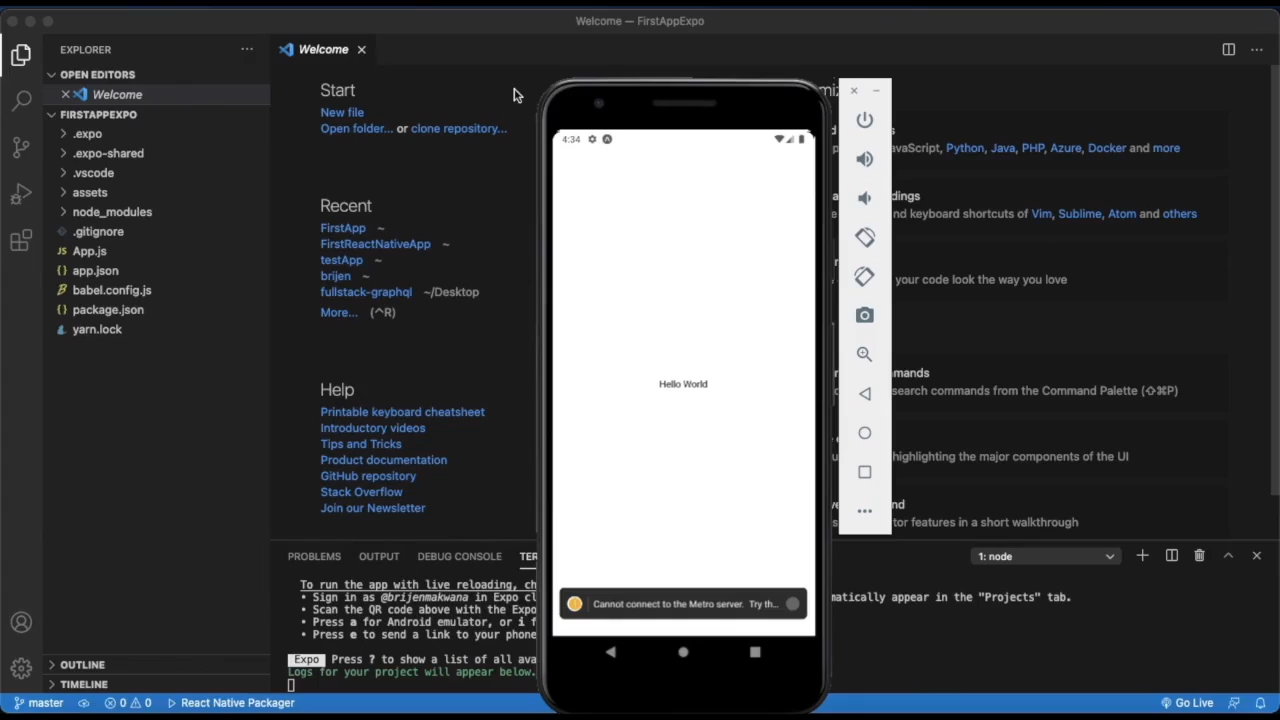 Welcome — FirstAppExpo
EXPLORER
OPEN EDITORS
Welcome
FIRSTAPPEXPO
.expo
.expo-shared
.vscode
assets
node_modules
.gitignore
JS App.js
{} app.json
babel.config.js
{} package.json
yarn.lock
OUTLINE
TIMELINE
Welcome
Start
New file
Open folder... or clone repository...
Recent
FirstApp ~
FirstReactNativeApp ~
testApp ~
brijen ~
fullstack-graphql ~/Desktop
More... (^R)
Help
Printable keyboard cheatsheet
Introductory videos
Tips and Tricks
Product documentation
GitHub repository
Stack Overflow
Join our Newsletter
Python, Java, PHP, Azure, Docker and more
nd keyboard shortcuts of Vim, Sublime, Atom and others
your code look the way you love
search commands from the Command Palette (⇧⌘P)
highlighting the major components of the UI
tor features in a short walkthrough
4:34
Hello World
Cannot connect to the Metro server. Try th...
PROBLEMS
OUTPUT
DEBUG CONSOLE
TER
1: node
To run the app with live reloading, ch
• Sign in as @brijenmakwana in Expo cl
matically appear in the "Projects" tab.
• Scan the QR code above with the Expo
• Press a for Android emulator, or i f
• Press e to send a link to your phone
Expo Press ? to show a list of all ava
Logs for your project will appear below.
master
0
0
React Native Packager
Go Live